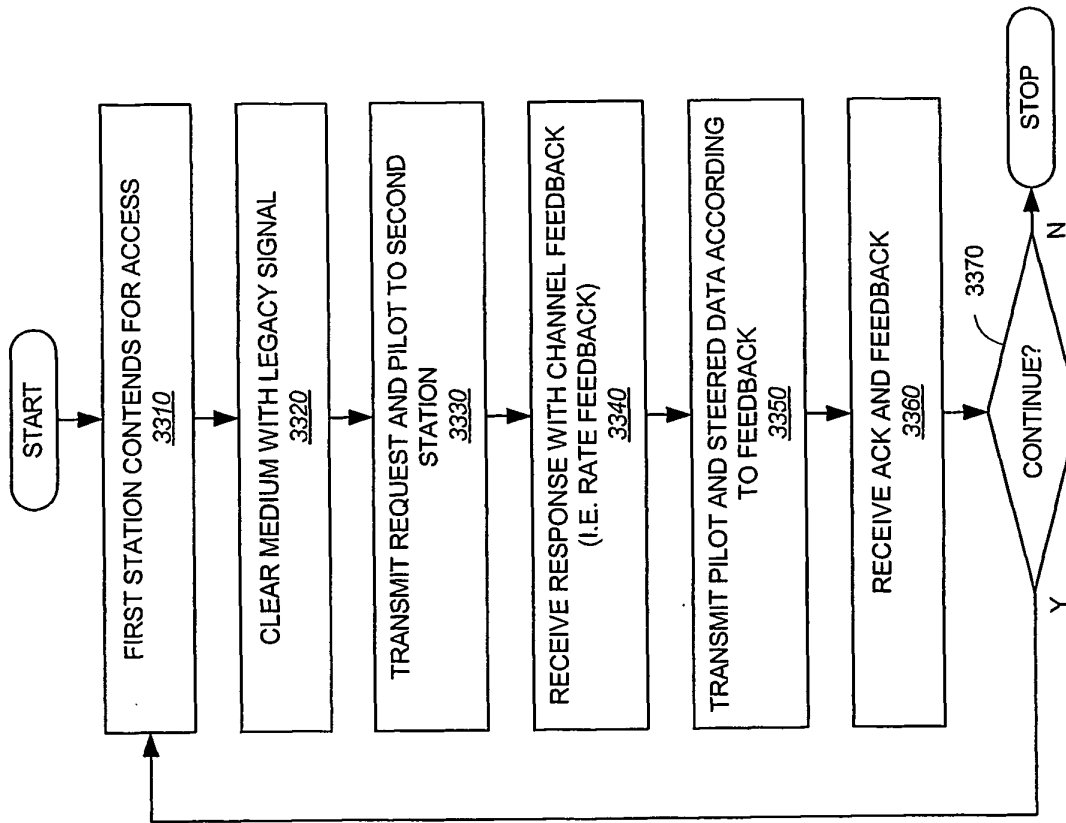 START
FIRST STATION CONTENDS FOR ACCESS
3310
CLEAR MEDIUM WITH LEGACY SIGNAL
3320
TRANSMIT REQUEST AND PILOT TO SECOND
STATION
3330
RECEIVE RESPONSE WITH CHANNEL FEEDBACK
(I.E. RATE FEEDBACK)
3340
TRANSMIT PILOT AND STEERED DATA ACCORDING
TO FEEDBACK
3350
RECEIVE ACK AND FEEDBACK
3360
3370
CONTINUE?
Y
N
STOP